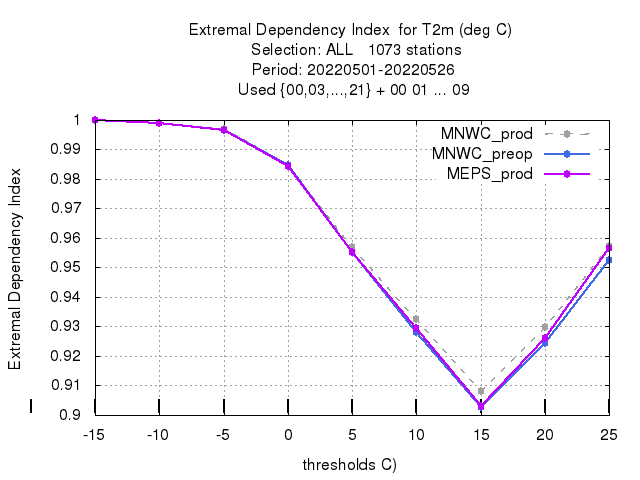 Extremal Dependency Index  for T2m (deg C)
Selection: ALL   1073 stations
Period: 20220501-20220526
Used {00,03,...,21} + 00 01 ... 09
MNWC_prod
MNWC_preop
MEPS_prod
Extremal Dependency Index
1
0.99
0.98
0.97
0.96
0.95
0.94
0.93
0.92
0.91
0.9
-15 -10 -5 0 5 10 15 20 25
thresholds C)